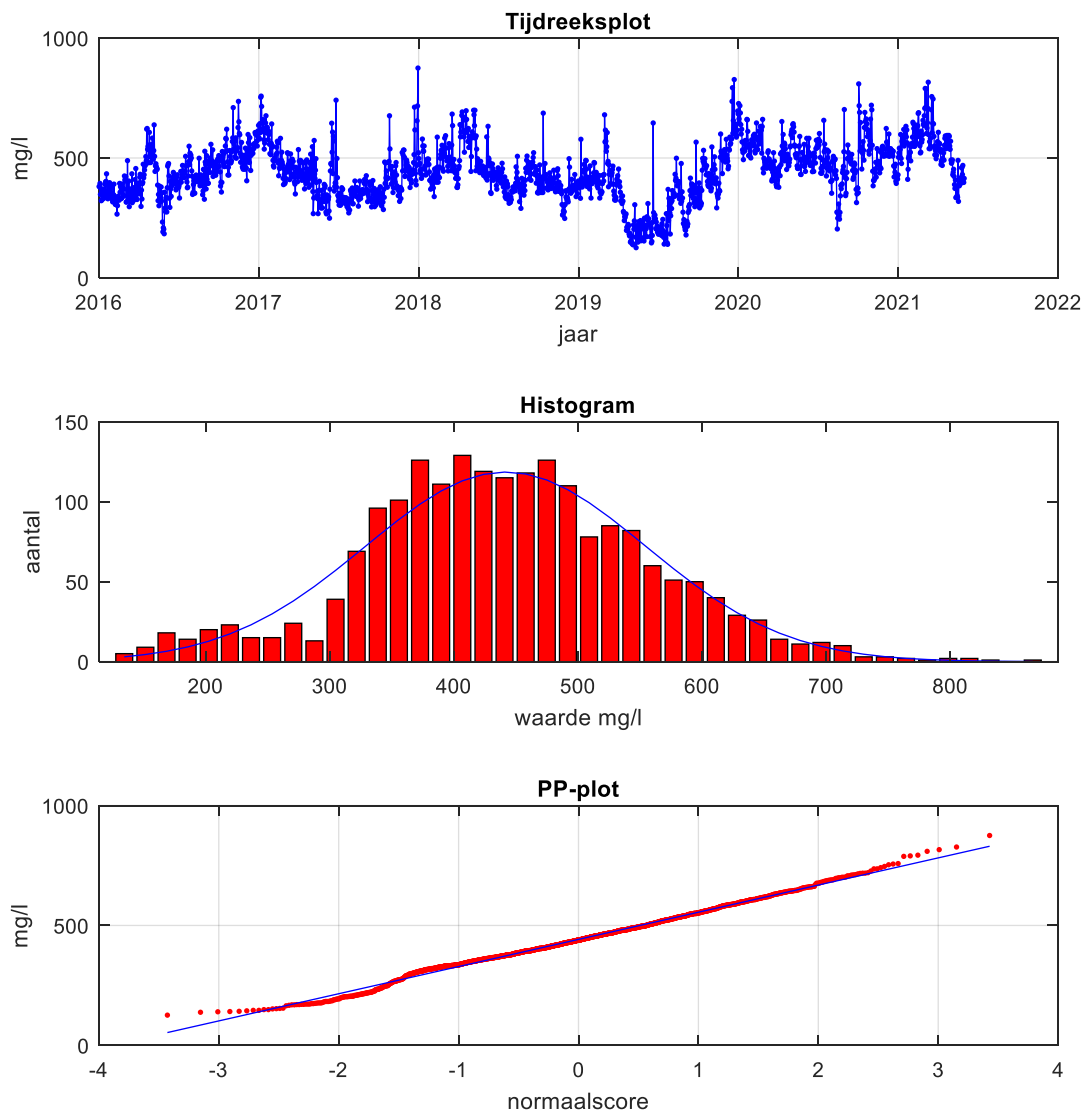 Tijdreeksplot
1000
500
0
mg/l
2016 2017 2018 2019 2020 2021 2022
jaar
Histogram
150
100
50
0
aantal
200 300 400 500 600 700 800
waarde mg/l
PP-plot
1000
500
0
mg/l
-4 -3 -2 -1 0 1 2 3 4
normaalscore